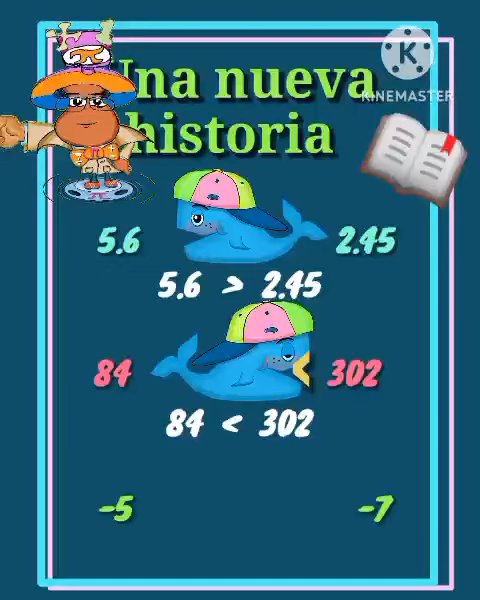 Una nueva
historia
KINEMASTER
5.6 2.45
5.6 > 2.45
84 < 302
84 < 302
-5 -7